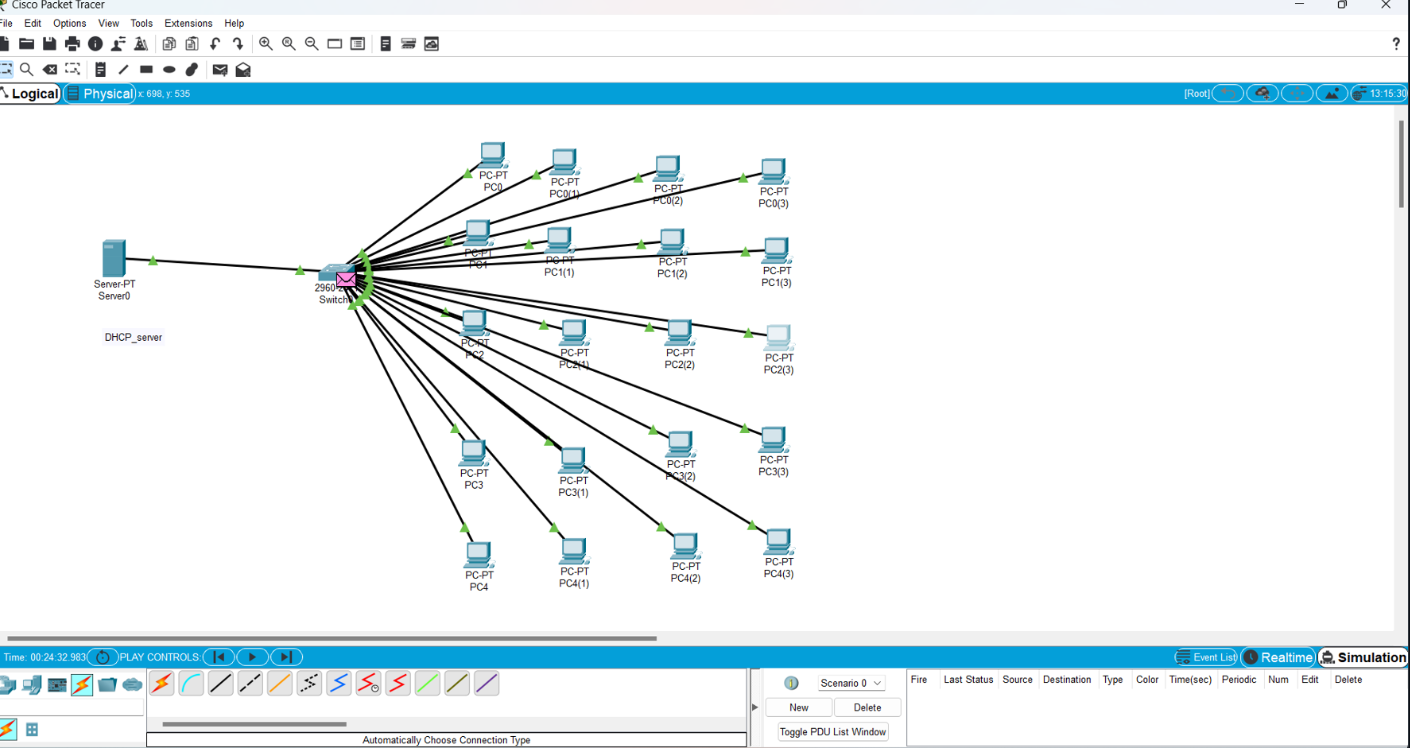 Cisco Packet Tracer
File Edit Options View Tools Extensions Help
?
Logical Physical x: 698, y: 535 [Root] 13:15:30
PC-PT
PC0
PC-PT
PC0(1)
PC-PT
PC0(2)
PC-PT
PC0(3)
PC-PT
PC1
PC-PT
PC1(1)
PC-PT
PC1(2)
PC-PT
PC1(3)
Server-PT
Server0
Switch0
DHCP_server
PC-PT
PC2
PC-PT
PC2(1)
PC-PT
PC2(2)
PC-PT
PC2(3)
PC-PT
PC3
PC-PT
PC3(1)
PC-PT
PC3(2)
PC-PT
PC3(3)
PC-PT
PC4
PC-PT
PC4(1)
PC-PT
PC4(2)
PC-PT
PC4(3)
Time: 00:24:32.983 PLAY CONTROLS: Event List Realtime Simulation
Scenario 0
Fire Last Status Source Destination Type Color Time(sec) Periodic Num Edit Delete
New Delete
Toggle PDU List Window
Automatically Choose Connection Type